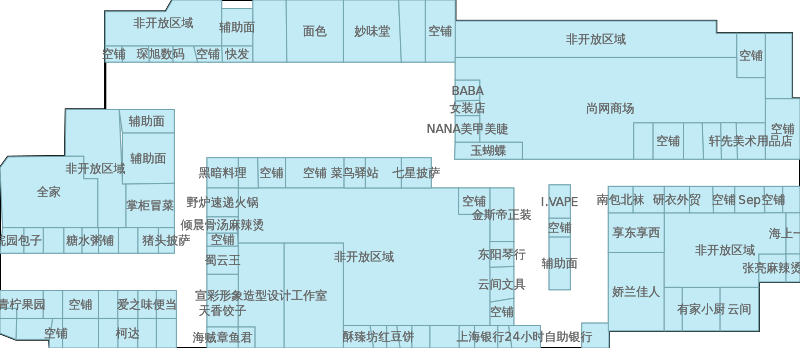 非开放区域
辅助面
空铺
琛旭数码
空铺
快发
面色
妙味堂
空铺
非开放区域
空铺
BABA
女装店
NANA美甲美睫
玉蝴蝶
尚网商场
空铺
空铺
轩先美术用品店
辅助面
辅助面
非开放区域
全家
掌柜冒菜
院园包子
糖水粥铺
猪头披萨
黑暗料理
空铺
空铺
菜鸟驿站
七星披萨
野炉速递火锅
倾晨骨汤麻辣烫
空铺
蜀云王
非开放区域
空铺
金斯帝正装
东阳琴行
云间文具
空铺
宣彩形象造型设计工作室
天香饺子
海贼章鱼君
酥臻坊红豆饼
上海银行24小时自助银行
I.VAPE
空铺
辅助面
南包北袜
研衣外贸
空铺
Sep空铺
享东享西
非开放区域
海上一
张亮麻辣烫
娇兰佳人
有家小厨
云间
青柠果园
空铺
爱之味便当
空铺
柯达